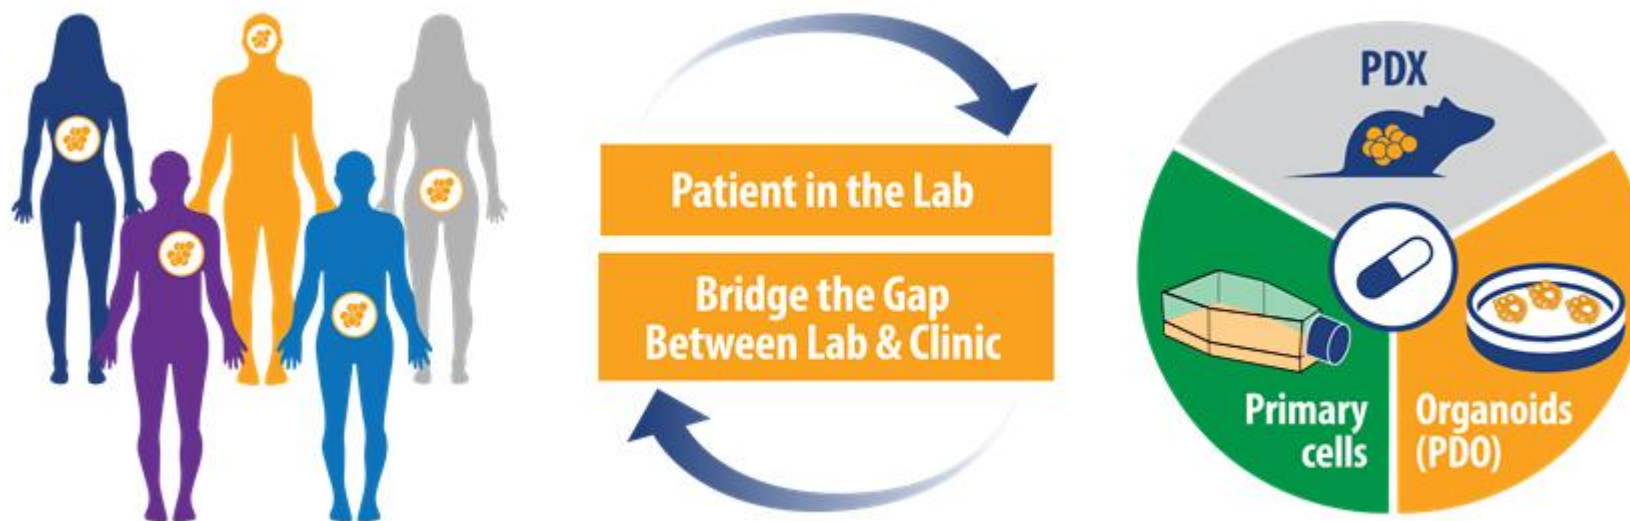 Patient in the Lab
Bridge the Gap
Between Lab & Clinic
PDX
Primary
cells
Organoids
(PDO)